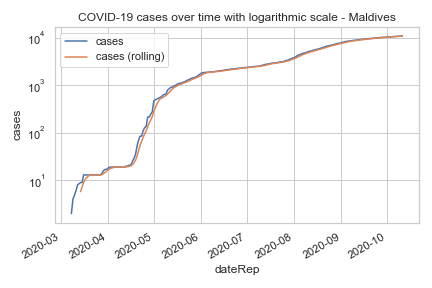 COVID-19 cases over time with logarithmic scale - Maldives
cases
cases (rolling)
10⁴
10³
10²
10¹
cases
2020-03
2020-04
2020-05
2020-06
2020-07
2020-08
2020-09
2020-10
dateRep